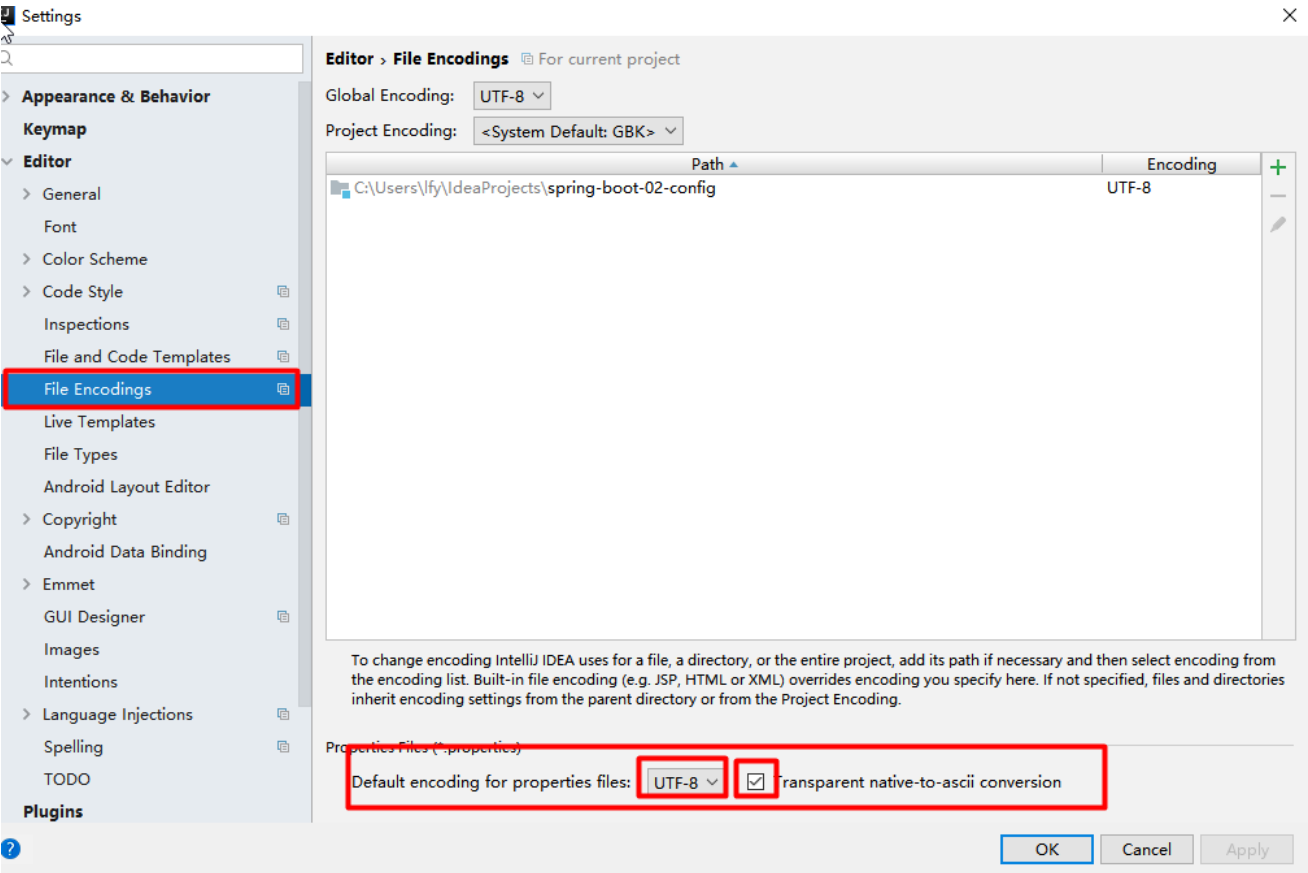 Settings
Appearance & Behavior
Keymap
Editor
General
Font
Color Scheme
Code Style
Inspections
File and Code Templates
File Encodings
Live Templates
File Types
Android Layout Editor
Copyright
Android Data Binding
Emmet
GUI Designer
Images
Intentions
Language Injections
Spelling
TODO
Plugins
Editor › File Encodings For current project
Global Encoding: UTF-8
Project Encoding: <System Default: GBK>
Path Encoding
C:\Users\lfy\IdeaProjects\spring-boot-02-config UTF-8
To change encoding IntelliJ IDEA uses for a file, a directory, or the entire project, add its path if necessary and then select encoding from
the encoding list. Built-in file encoding (e.g. JSP, HTML or XML) overrides encoding you specify here. If not specified, files and directories
inherit encoding settings from the parent directory or from the Project Encoding.
Properties Files (*.properties)
Default encoding for properties files: UTF-8 Transparent native-to-ascii conversion
? OK Cancel Apply